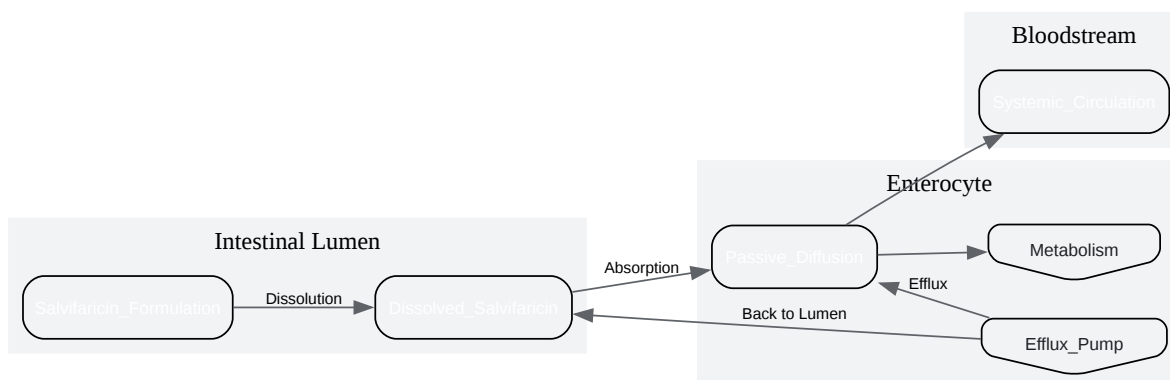 Bloodstream
Systemic_Circulation
Enterocyte
Intestinal Lumen
Salvifaricin_Formulation
Dissolution
Dissolved_Salvifaricin
Absorption
Passive_Diffusion
Metabolism
Efflux
Back to Lumen
Efflux_Pump